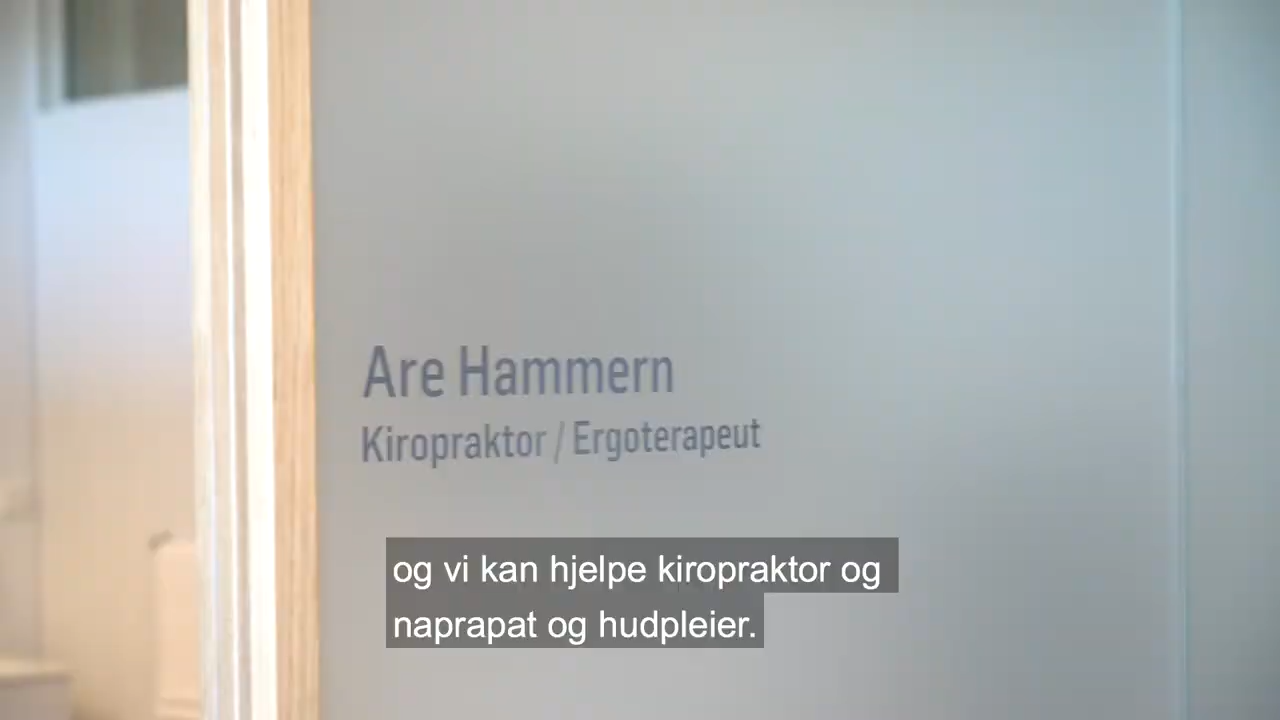 Are Hammern
Kiropraktor / Ergoterapeut
og vi kan hjelpe kiropraktor og
naprapat og hudpleier.